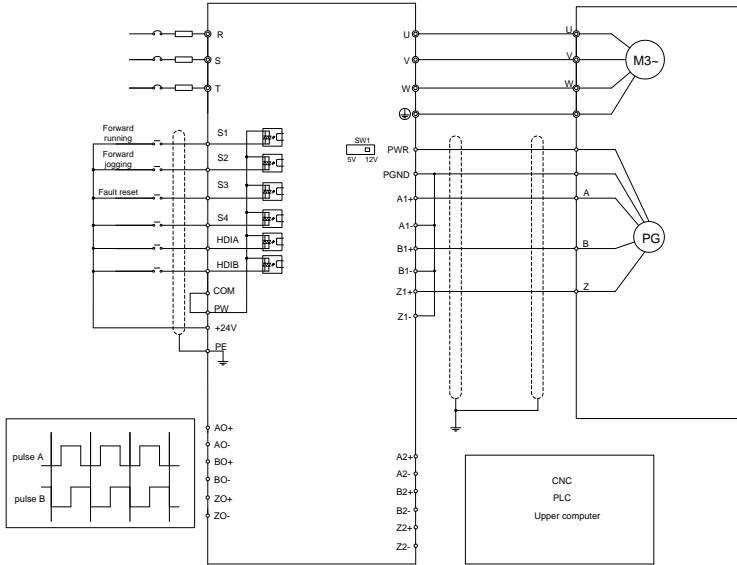 R
S
T
U
V
W
U
V
W
M3~
Forward
running
Forward
jogging
Fault reset
S1
S2
S3
S4
HDIA
HDIB
COM
PW
+24V
PE
SW1
5V 12V
PWR
PGND
A1+
A1-
B1+
B1-
Z1+
Z1-
A
B
Z
PG
pulse A
pulse B
AO+
AO-
BO+
BO-
ZO+
ZO-
A2+
A2-
B2+
B2-
Z2+
Z2-
CNC
PLC
Upper computer